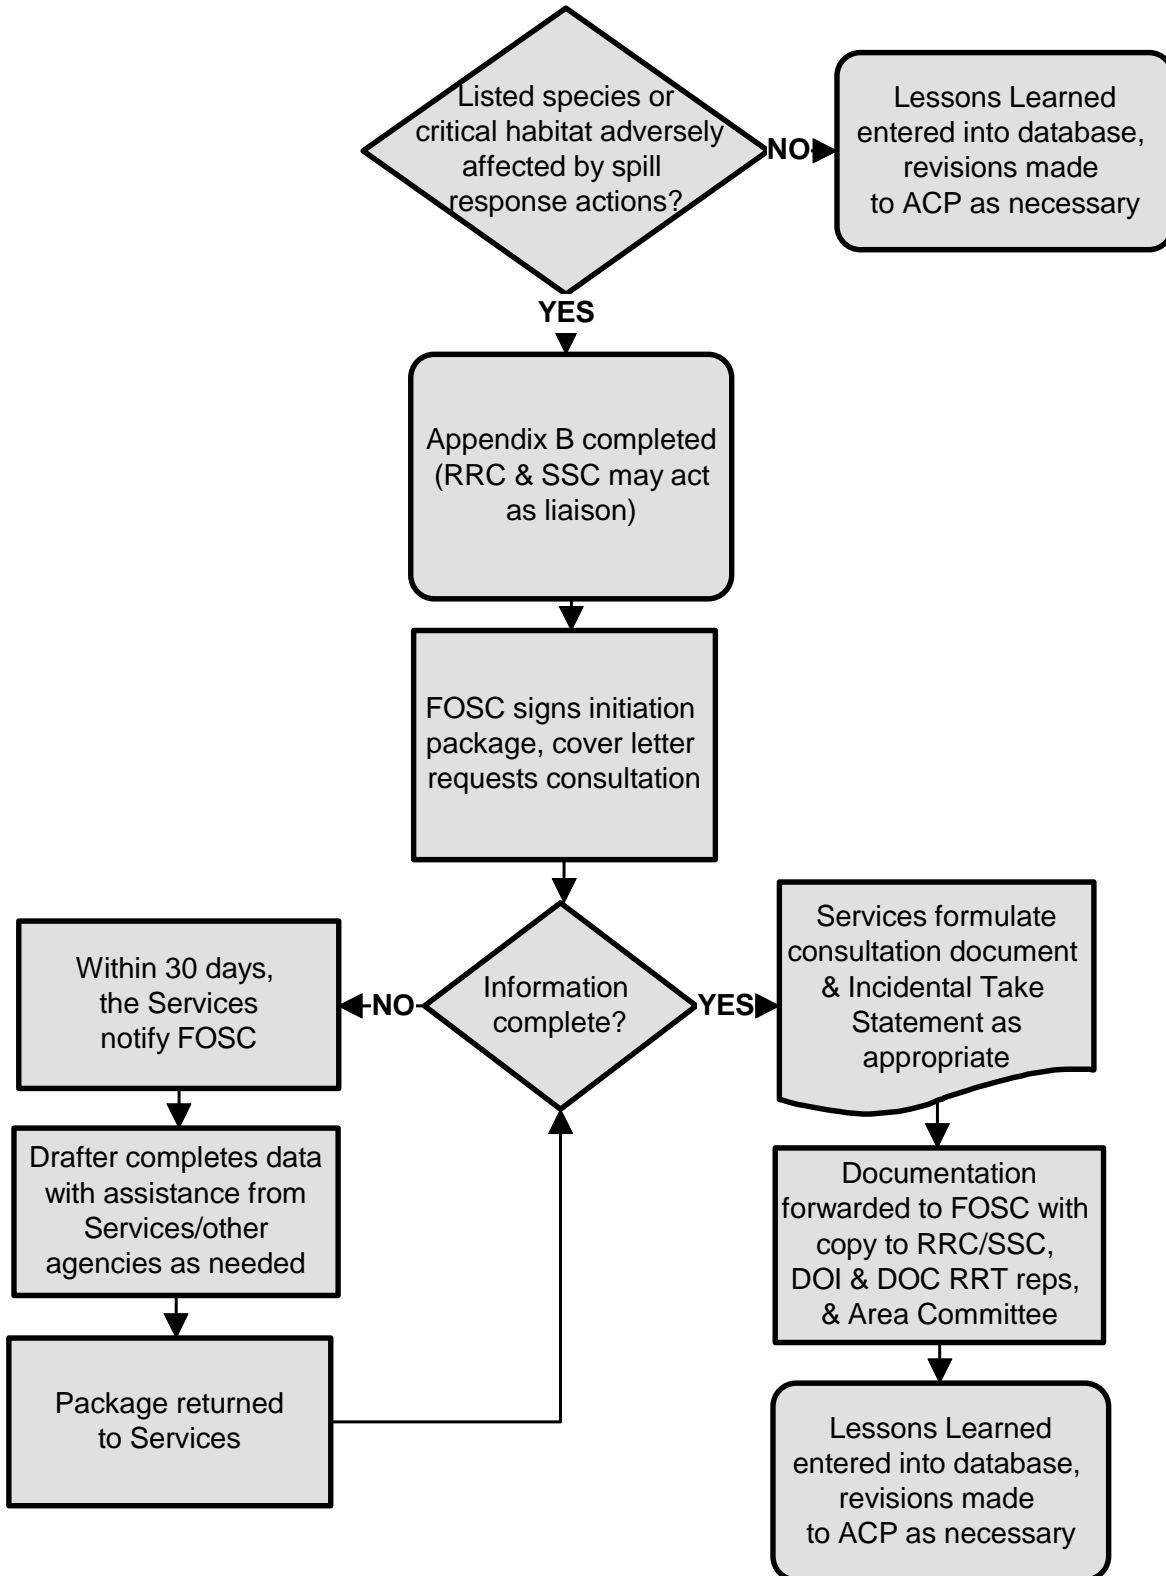 Listed species or
critical habitat adversely
affected by spill
response actions?
NO
Lessons Learned
entered into database,
revisions made
to ACP as necessary
YES
Appendix B completed
(RRC & SSC may act
as liaison)
FOSC signs initiation
package, cover letter
requests consultation
Information
complete?
NO
Within 30 days,
the Services
notify FOSC
Drafter completes data
with assistance from
Services/other
agencies as needed
Package returned
to Services
YES
Services formulate
consultation document
& Incidental Take
Statement as
appropriate
Documentation
forwarded to FOSC with
copy to RRC/SSC,
DOI & DOC RRT reps,
& Area Committee
Lessons Learned
entered into database,
revisions made
to ACP as necessary